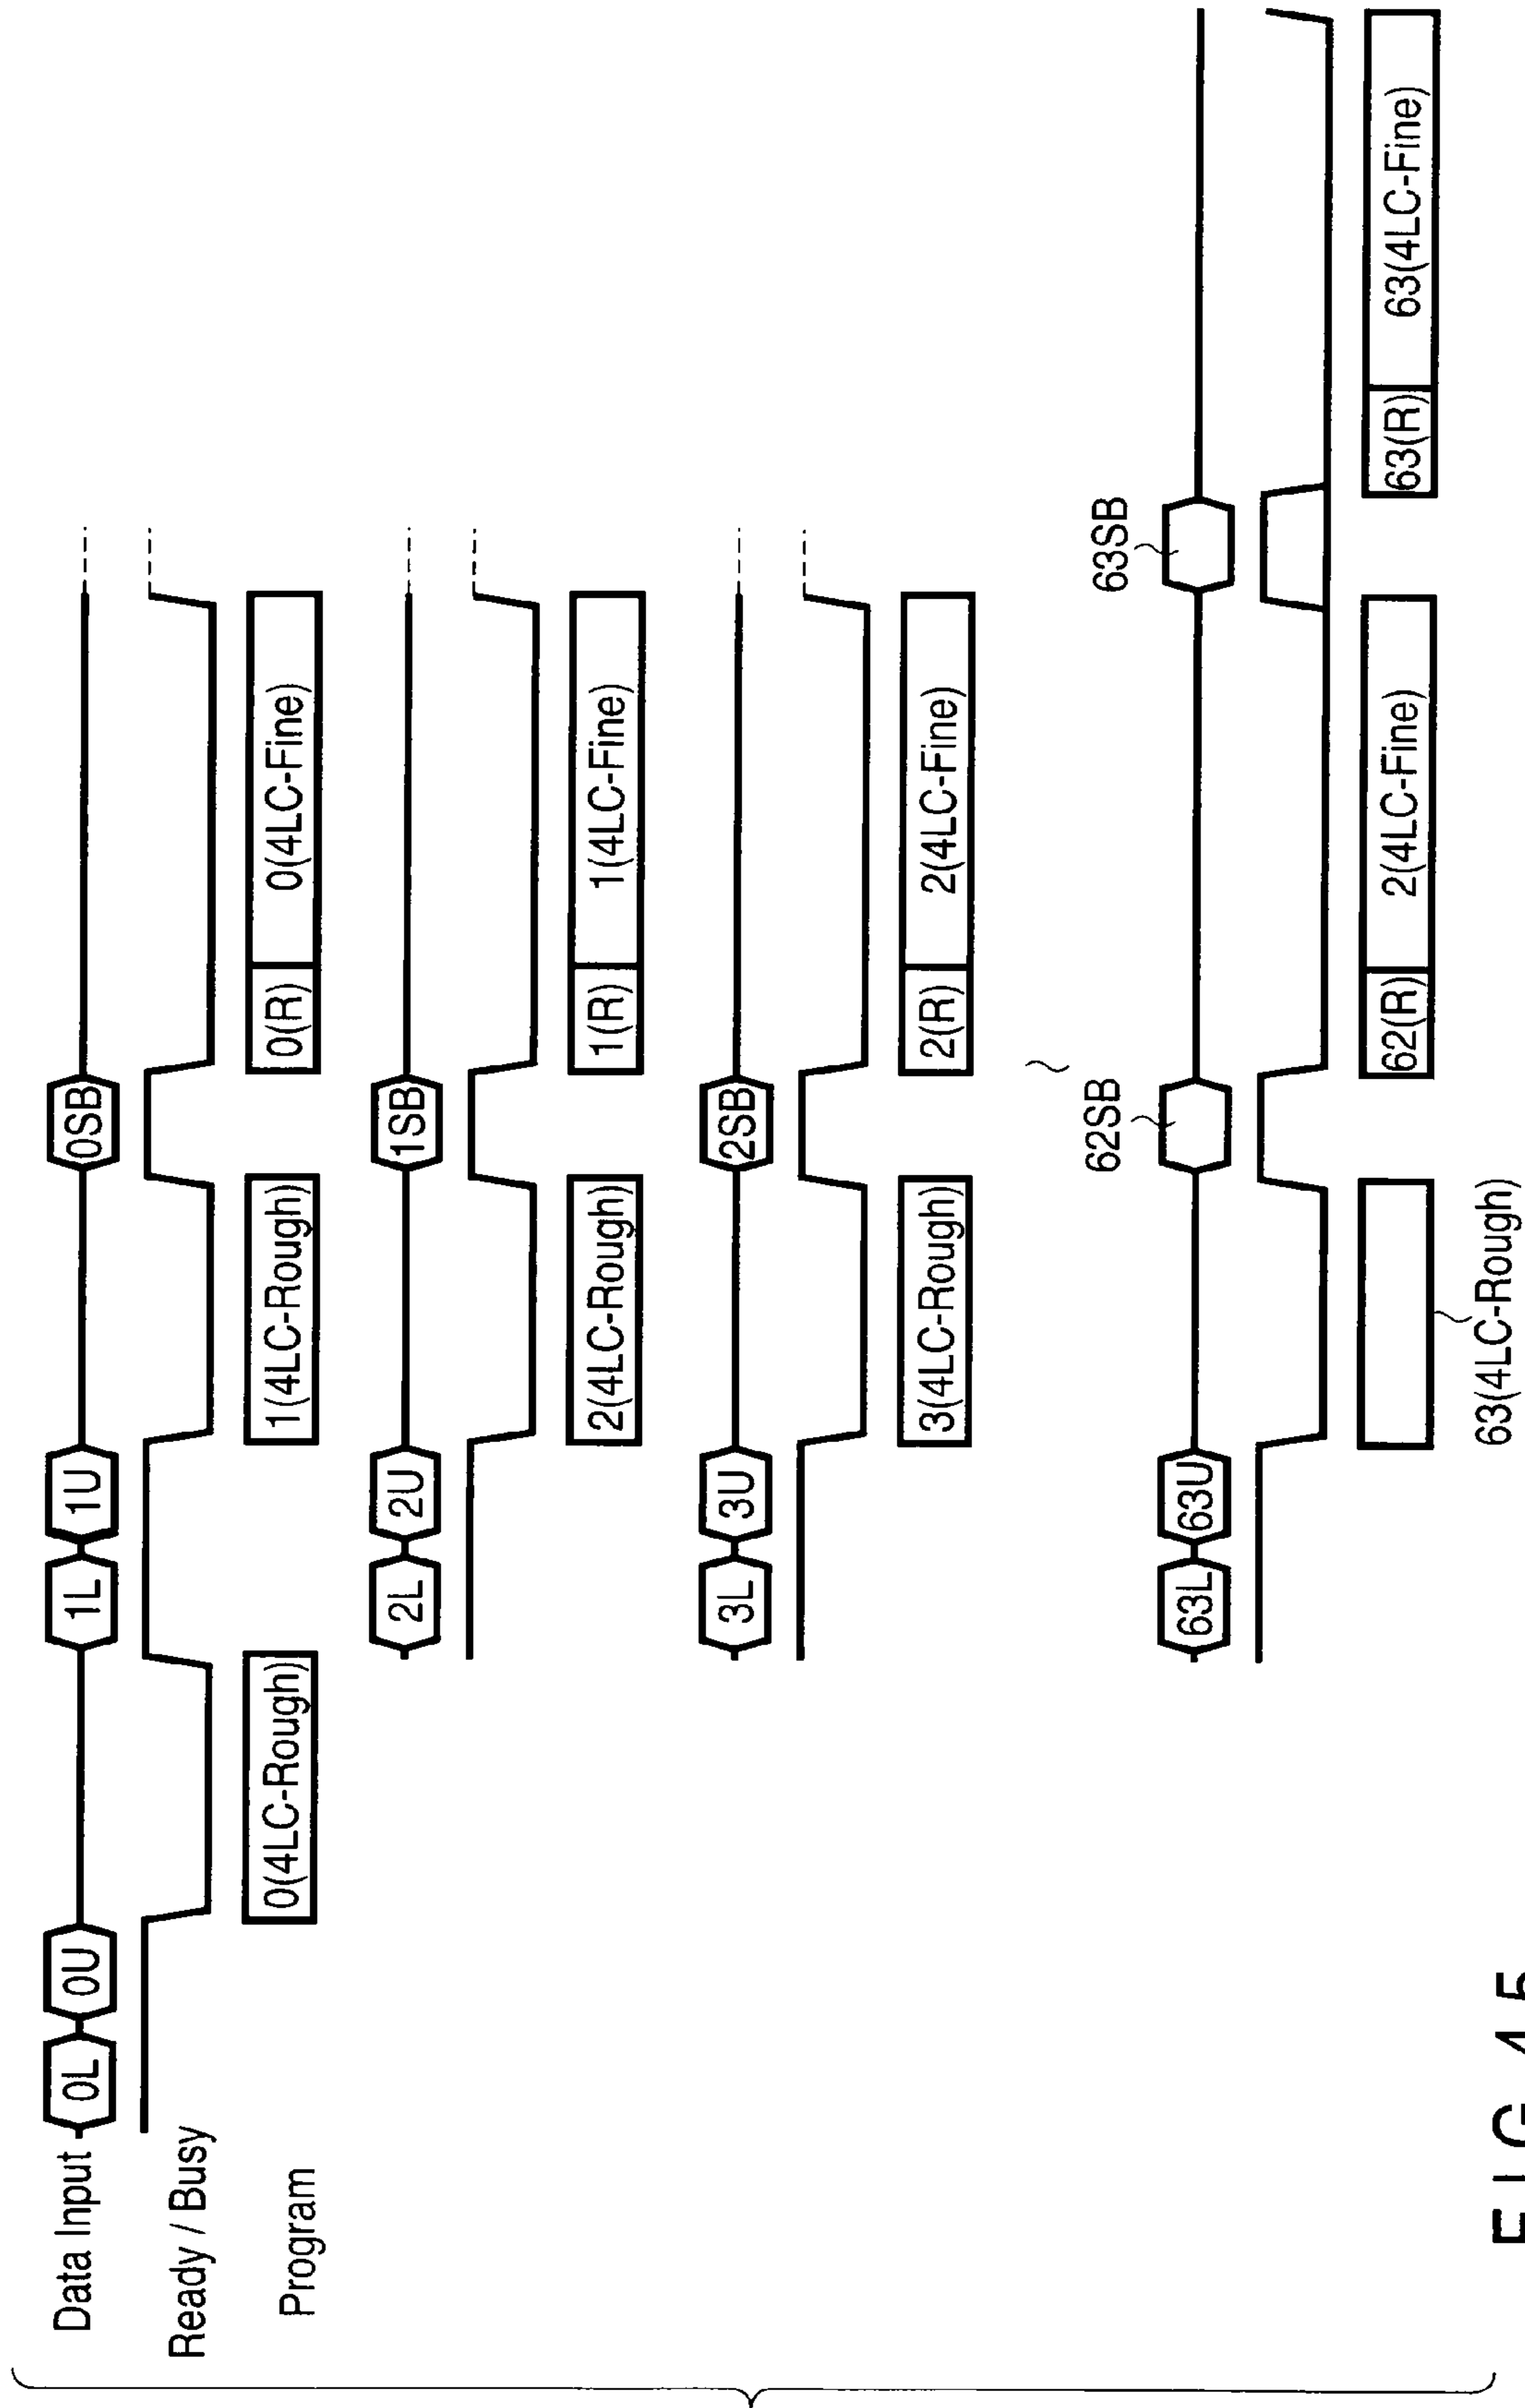 Data Input 0L 0U 1L 1U 0SB
Ready / Busy
Program 0(4LC-Rough) 1(4LC-Rough) 0(R) 0(4LC-Fine)
2L 2U 1SB
2(4LC-Rough) 1(R) 1(4LC-Fine)
3L 3U 2SB
3(4LC-Rough) 2(R) 2(4LC-Fine)
62SB 63SB
63L 63U
62(R) 2(4LC-Fine) 63(R) 63(4LC-Fine)
63(4LC-Rough)
FIG. 45